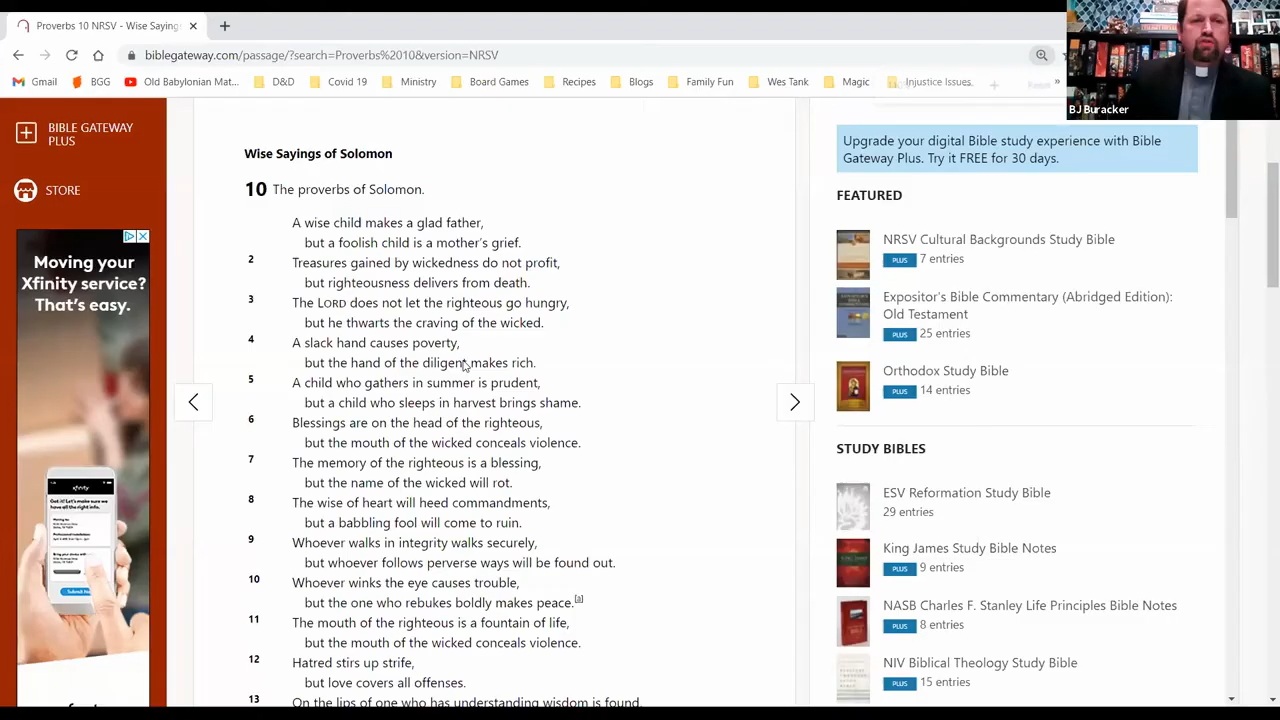 Proverbs 10 NRSV - Wise Sayings
biblegateway.com/passage/?search=Proverbs%2010&version=NRSV
Gmail
BGG
Old Babylonian Mat...
D&D
Covid 19
Ministry
Board Games
Recipes
Blogs
Family Fun
Wes Tank
Magic
Injustice Issues.
»
BJ Buracker
BIBLE GATEWAY
PLUS
STORE
Moving your
Xfinity service?
That's easy.
xfinity
Wise Sayings of Solomon
10 The proverbs of Solomon.
A wise child makes a glad father,
but a foolish child is a mother's grief.
2 Treasures gained by wickedness do not profit,
but righteousness delivers from death.
3 The LORD does not let the righteous go hungry,
but he thwarts the craving of the wicked.
4 A slack hand causes poverty,
but the hand of the diligent makes rich.
5 A child who gathers in summer is prudent,
but a child who sleeps in harvest brings shame.
6 Blessings are on the head of the righteous,
but the mouth of the wicked conceals violence.
7 The memory of the righteous is a blessing,
but the name of the wicked will rot.
8 The wise of heart will heed commandments,
but a babbling fool will come to ruin.
9 Whoever walks in integrity walks securely,
but whoever follows perverse ways will be found out.
10 Whoever winks the eye causes trouble,
but the one who rebukes boldly makes peace.[a]
11 The mouth of the righteous is a fountain of life,
but the mouth of the wicked conceals violence.
12 Hatred stirs up strife,
but love covers all offenses.
13 On the lips of one who has understanding wisdom is found,
Upgrade your digital Bible study experience with Bible
Gateway Plus. Try it FREE for 30 days.
FEATURED
NRSV Cultural Backgrounds Study Bible
PLUS 7 entries
Expositor's Bible Commentary (Abridged Edition):
Old Testament
PLUS 25 entries
Orthodox Study Bible
PLUS 14 entries
STUDY BIBLES
ESV Reformation Study Bible
29 entries
King James Study Bible Notes
PLUS 9 entries
NASB Charles F. Stanley Life Principles Bible Notes
PLUS 8 entries
NIV Biblical Theology Study Bible
PLUS 15 entries